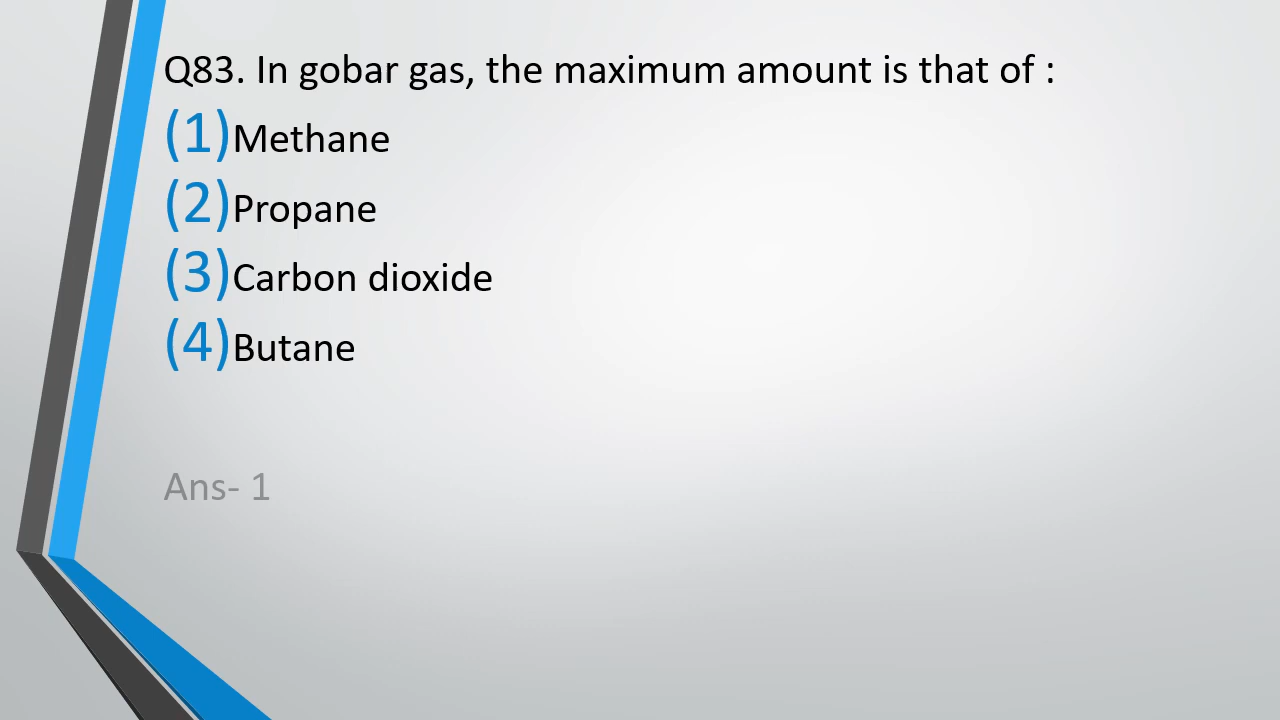 Q83. In gobar gas, the maximum amount is that of :
(1)Methane
(2)Propane
(3)Carbon dioxide
(4)Butane
Ans- 1